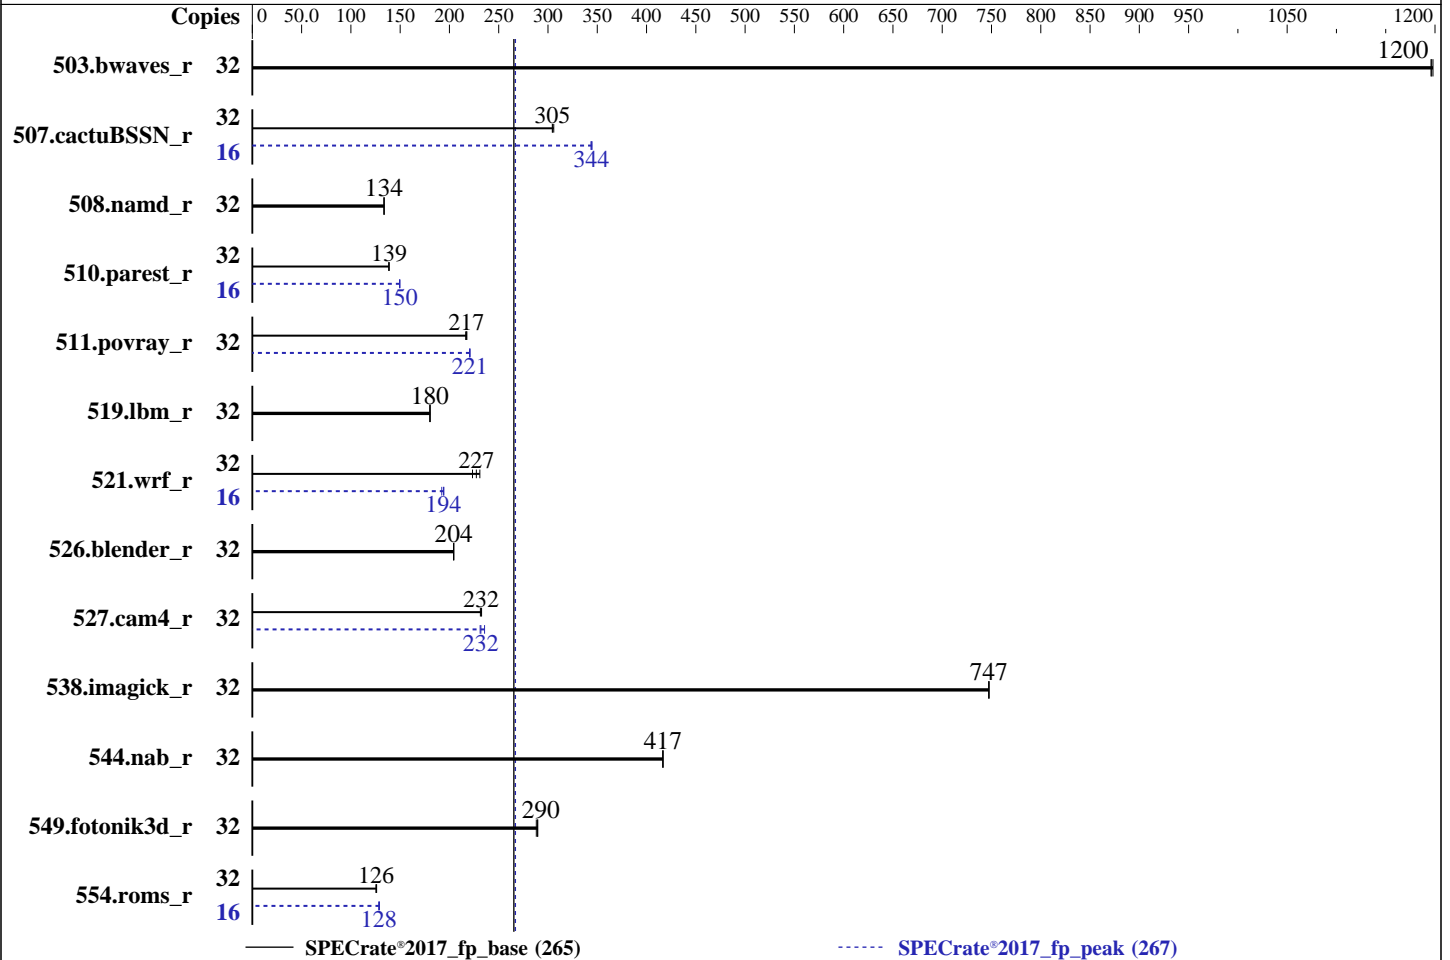 Copies 0 50.0 100 150 200 250 300 350 400 450 500 550 600 650 700 750 800 850 900 950 1050 1200
503.bwaves_r 32 1200
507.cactuBSSN_r 32 305
16 344
508.namd_r 32 134
510.parest_r 32 139
16 150
511.povray_r 32 217
221
519.lbm_r 32 180
521.wrf_r 32 227
16 194
526.blender_r 32 204
527.cam4_r 32 232
232
538.imagick_r 32 747
544.nab_r 32 417
549.fotonik3d_r 32 290
554.roms_r 32 126
16 128
SPECrate®2017_fp_base (265) SPECrate®2017_fp_peak (267)